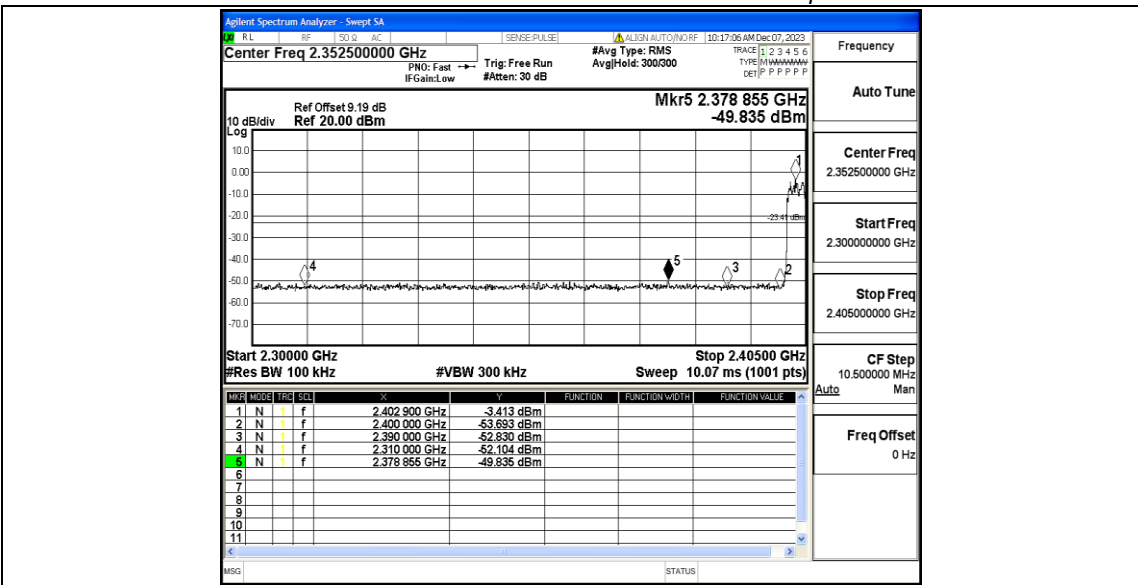 Agilent Spectrum Analyzer - Swept SA
RL RF 50 Ω AC SENSE:PULSE ALIGN AUTO/NO RF 10:17:06 AM Dec 07, 2023
Center Freq 2.352500000 GHz #Avg Type: RMS TRACE 1 2 3 4 5 6
PNO: Fast Trig: Free Run Avg|Hold: 300/300 TYPE M WWWWW
IFGain:Low #Atten: 30 dB DET P P P P P P
Mkr5 2.378 855 GHz
Ref Offset 9.19 dB
10 dB/div Ref 20.00 dBm -49.835 dBm
Log
10.0
1
0.00
-10.0
-20.0
-23.41 dBm
-30.0
-40.0
4 5 3 2
-50.0
-60.0
-70.0
Start 2.30000 GHz Stop 2.40500 GHz
#Res BW 100 kHz #VBW 300 kHz Sweep 10.07 ms (1001 pts)
MKR MODE TRC SCL X Y FUNCTION FUNCTION WIDTH FUNCTION VALUE
1 N 1 f 2.402 900 GHz -3.413 dBm
2 N 1 f 2.400 000 GHz -53.693 dBm
3 N 1 f 2.390 000 GHz -52.830 dBm
4 N 1 f 2.310 000 GHz -52.104 dBm
5 N 1 f 2.378 855 GHz -49.835 dBm
6
7
8
9
10
11
MSG STATUS
Frequency
Auto Tune
Center Freq
2.352500000 GHz
Start Freq
2.300000000 GHz
Stop Freq
2.405000000 GHz
CF Step
10.500000 MHz
Auto Man
Freq Offset
0 Hz